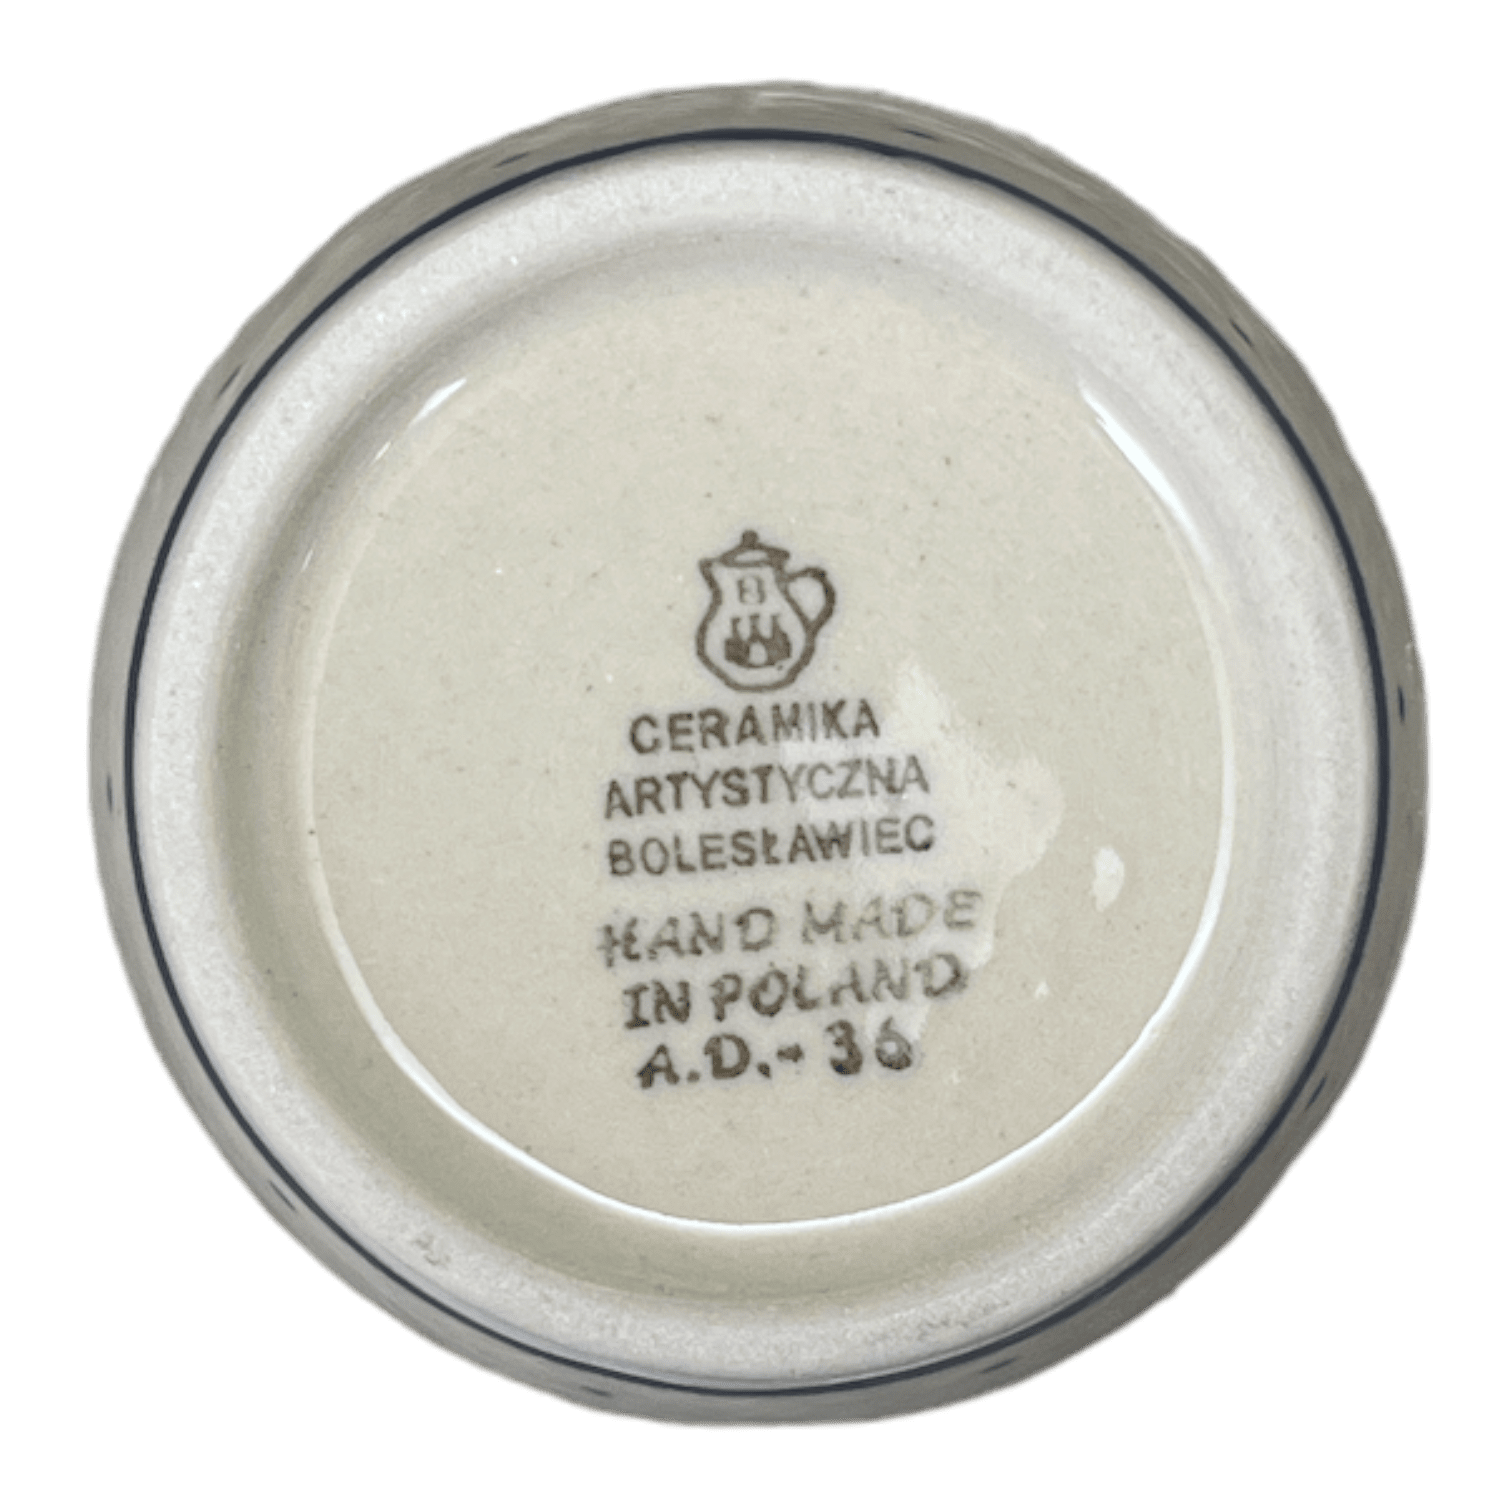 B
CERAMIKA
ARTYSTYCZNA
BOLESŁAWIEC
HAND MADE
IN POLAND
A.D.- 36